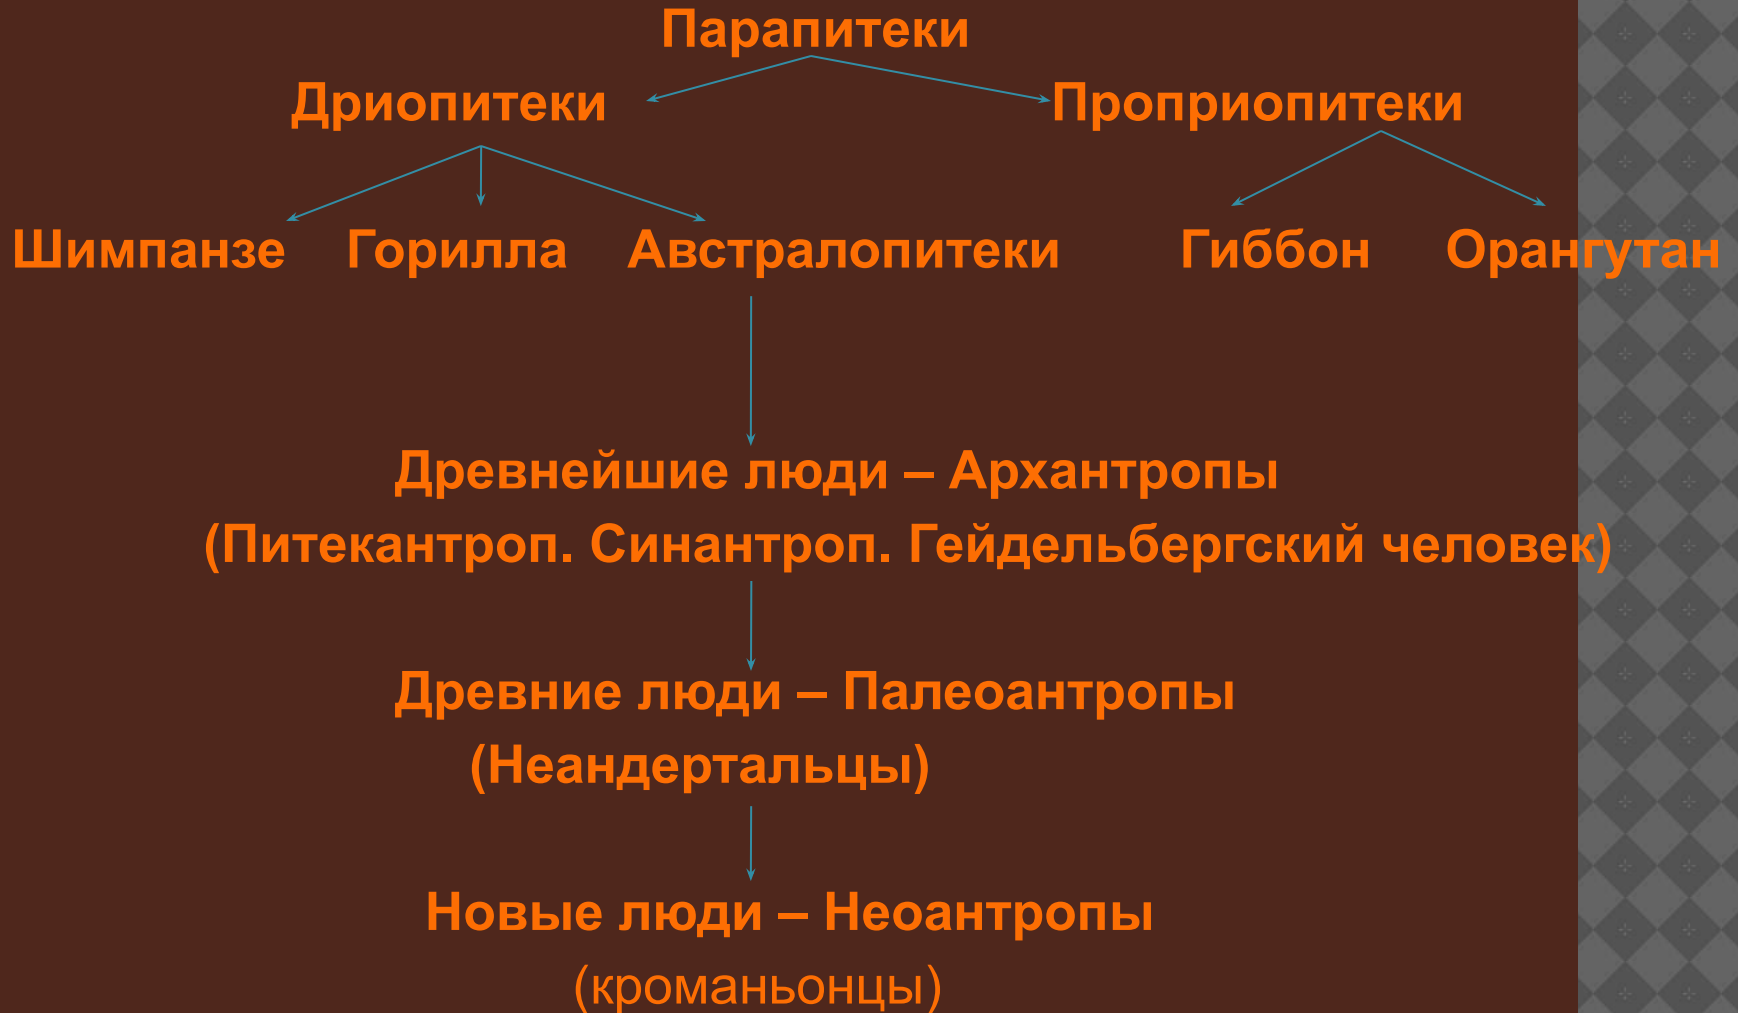 Парапитеки
Дриопитеки Проприопитеки
Шимпанзе Горилла Австралопитеки Гиббон Орангутан
Древнейшие люди – Архантропы
(Питекантроп. Синантроп. Гейдельбергский человек)
Древние люди – Палеоантропы
(Неандертальцы)
Новые люди – Неоантропы
(кроманьонцы)